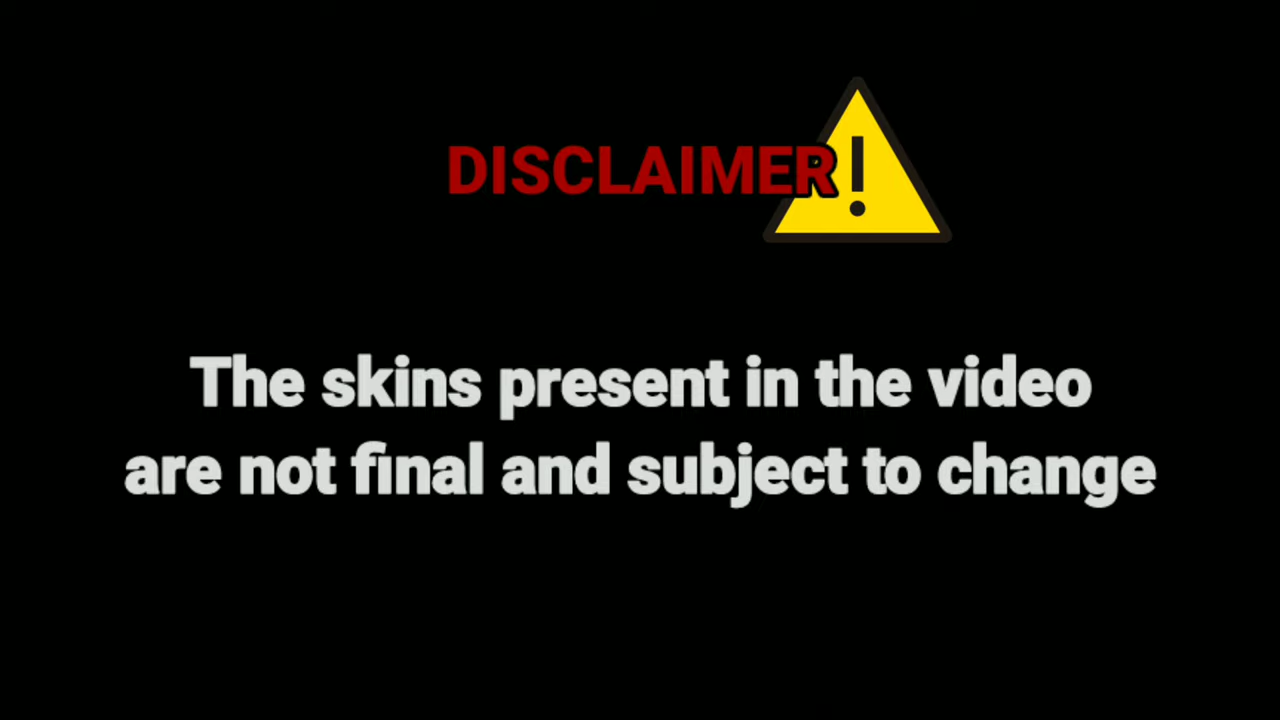 DISCLAIMER
The skins present in the video
are not final and subject to change